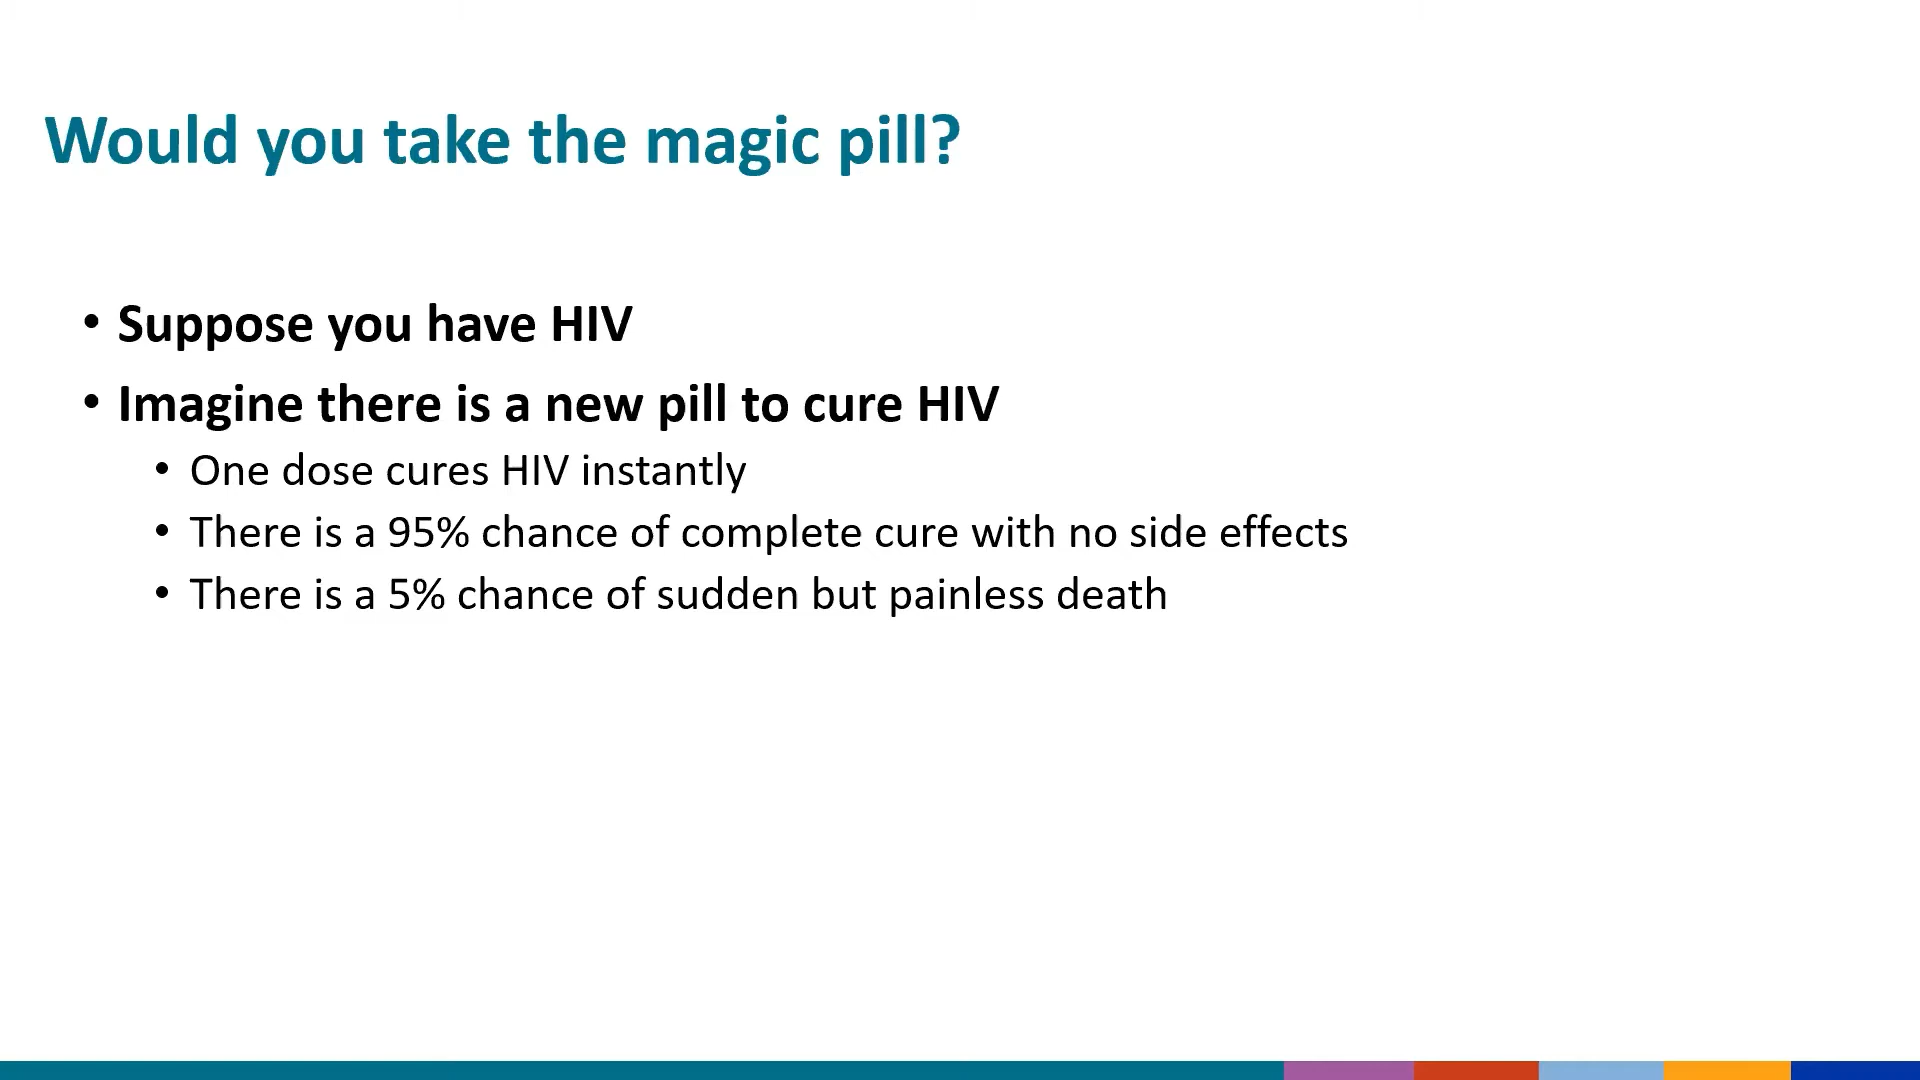 Would you take the magic pill?
• Suppose you have HIV
• Imagine there is a new pill to cure HIV
• One dose cures HIV instantly
• There is a 95% chance of complete cure with no side effects
• There is a 5% chance of sudden but painless death